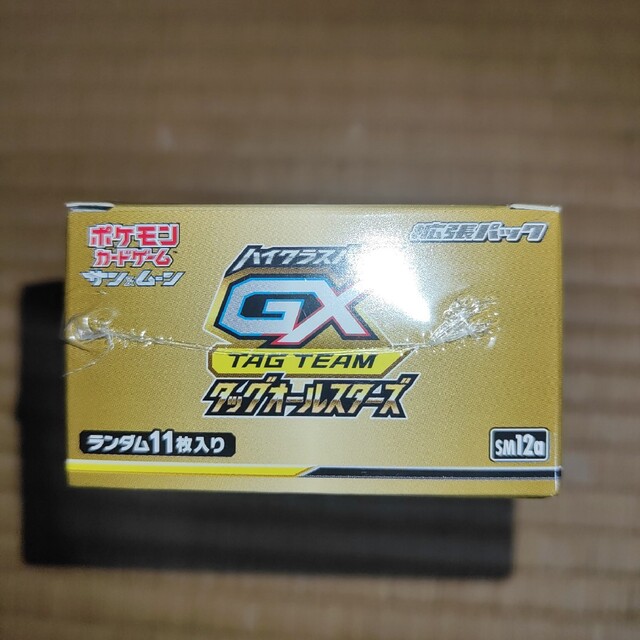 ポケモン
カードゲーム
サン&ムーン
拡張パック
ハイクラスパ
GX
TAG TEAM
タッグオールスターズ
ランダム11枚入り
SM12a